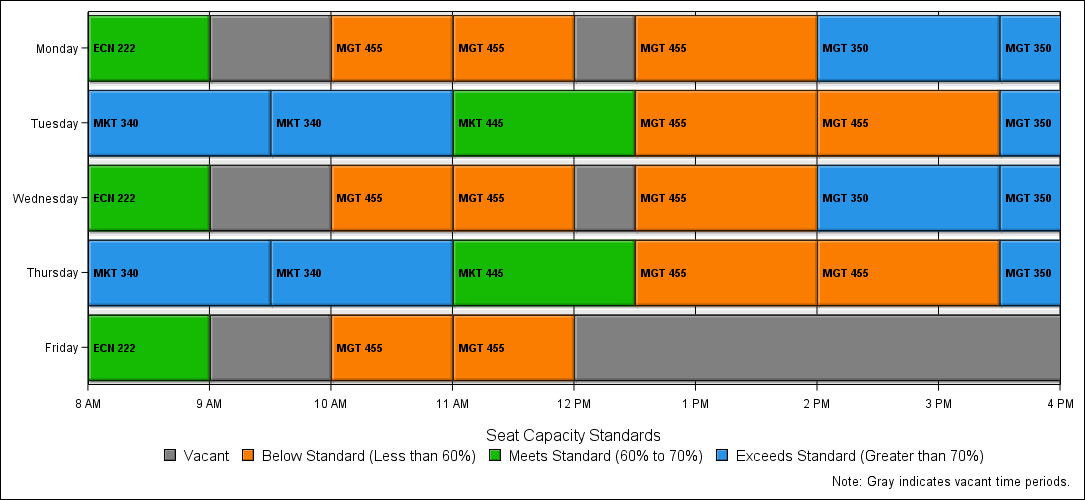 Monday
ECN 222
MGT 455
MGT 455
MGT 455
MGT 350
MGT 350
Tuesday
MKT 340
MKT 340
MKT 445
MGT 455
MGT 455
MGT 350
Wednesday
ECN 222
MGT 455
MGT 455
MGT 455
MGT 350
MGT 350
Thursday
MKT 340
MKT 340
MKT 445
MGT 455
MGT 455
MGT 350
Friday
ECN 222
MGT 455
MGT 455
8 AM 9 AM 10 AM 11 AM 12 PM 1 PM 2 PM 3 PM 4 PM
Seat Capacity Standards
Vacant Below Standard (Less than 60%) Meets Standard (60% to 70%) Exceeds Standard (Greater than 70%)
Note: Gray indicates vacant time periods.